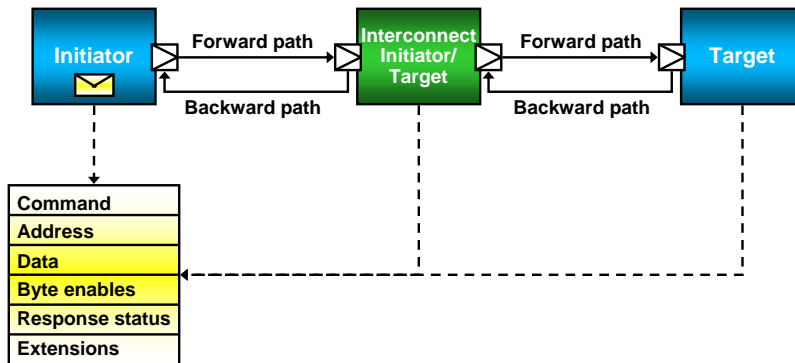 Initiator
Forward path
Backward path
Interconnect
Initiator/
Target
Forward path
Backward path
Target
Command
Address
Data
Byte enables
Response status
Extensions